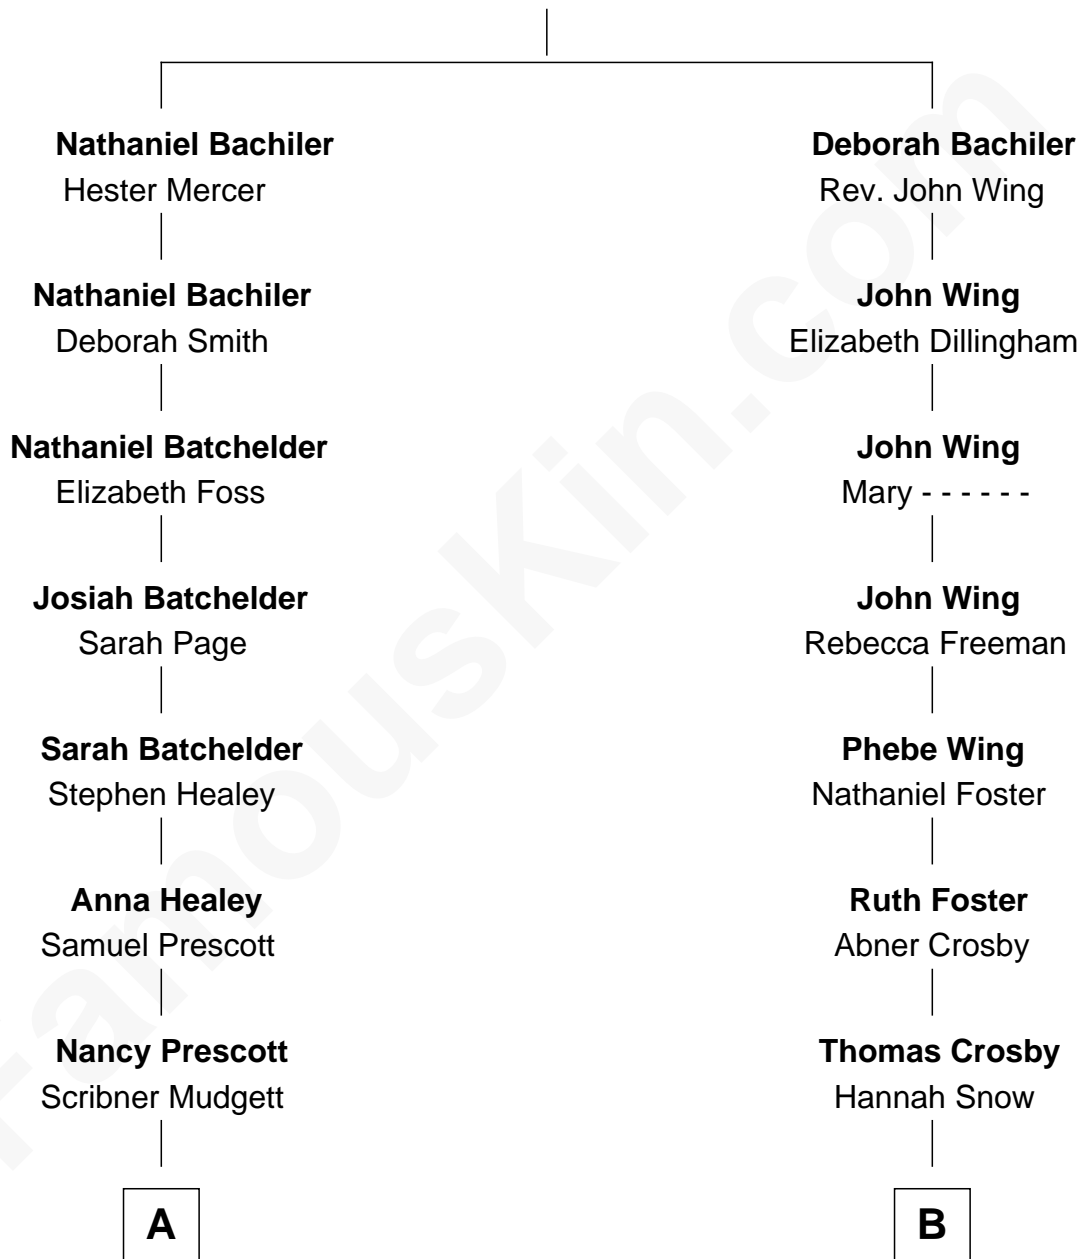 Nathaniel Bachiler
Hester Mercer
Nathaniel Bachiler
Deborah Smith
Nathaniel Batchelder
Elizabeth Foss
Josiah Batchelder
Sarah Page
Sarah Batchelder
Stephen Healey
Anna Healey
Samuel Prescott
Nancy Prescott
Scribner Mudgett
A
Deborah Bachiler
Rev. John Wing
John Wing
Elizabeth Dillingham
John Wing
Mary - - - - - -
John Wing
Rebecca Freeman
Phebe Wing
Nathaniel Foster
Ruth Foster
Abner Crosby
Thomas Crosby
Hannah Snow
B
FamousKin.com